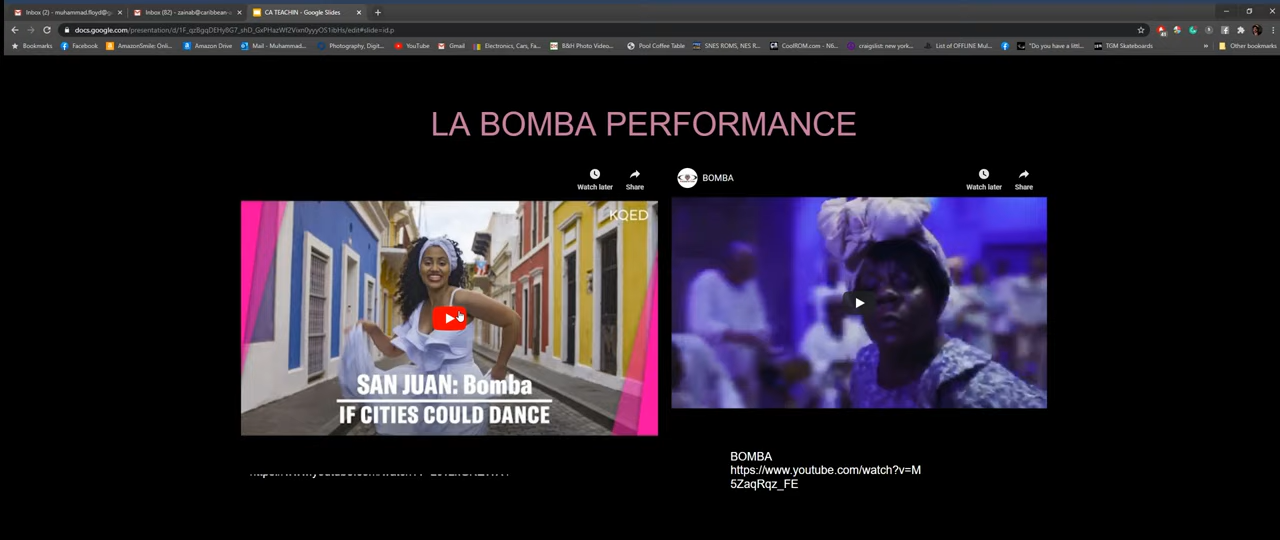 Inbox (2) - muhammad.floyd@g
Inbox (82) - zainab@caribbean-
CA TEACHIN - Google Slides
docs.google.com
Bookmarks
Facebook
AmazonSmile: Onli...
Amazon Drive
Mail - Muhammad...
Photography, Digit...
YouTube
Gmail
Electronics, Cars, Fa...
B&H Photo Video...
Pool Coffee Table
SNES ROMS, NES R...
CoolROM.com - N6...
craigslist: new york...
List of OFFLINE Mul...
"Do you have a littl...
TGM Skateboards
Other bookmarks
LA BOMBA PERFORMANCE
Watch later
Share
BOMBA
Watch later
Share
KQED
SAN JUAN: Bomba
IF CITIES COULD DANCE
BOMBA
https://www.youtube.com/watch?v=M
5ZaqRqz_FE